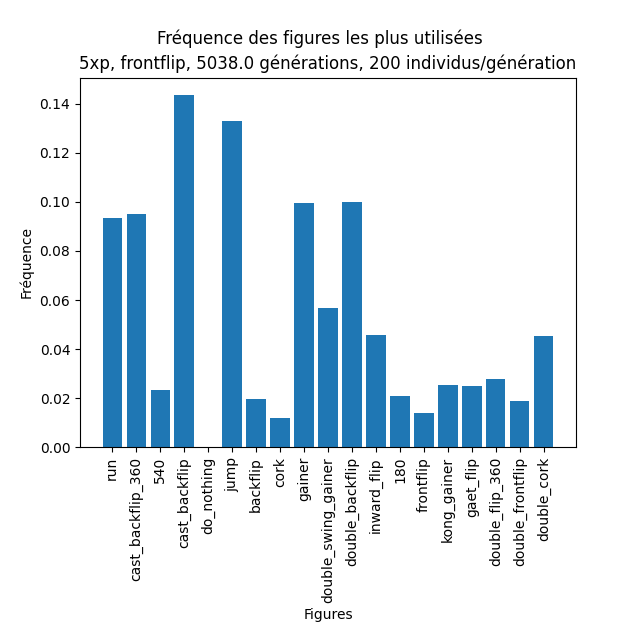 Fréquence des figures les plus utilisées
5xp, frontflip, 5038.0 générations, 200 individus/génération
0.14
0.12
0.10
0.08
0.06
0.04
0.02
0.00
Fréquence
run
cast_backflip_360
540
cast_backflip
do_nothing
jump
backflip
cork
gainer
double_swing_gainer
double_backflip
inward_flip
180
frontflip
kong_gainer
gaet_flip
double_flip_360
double_frontflip
double_cork
Figures